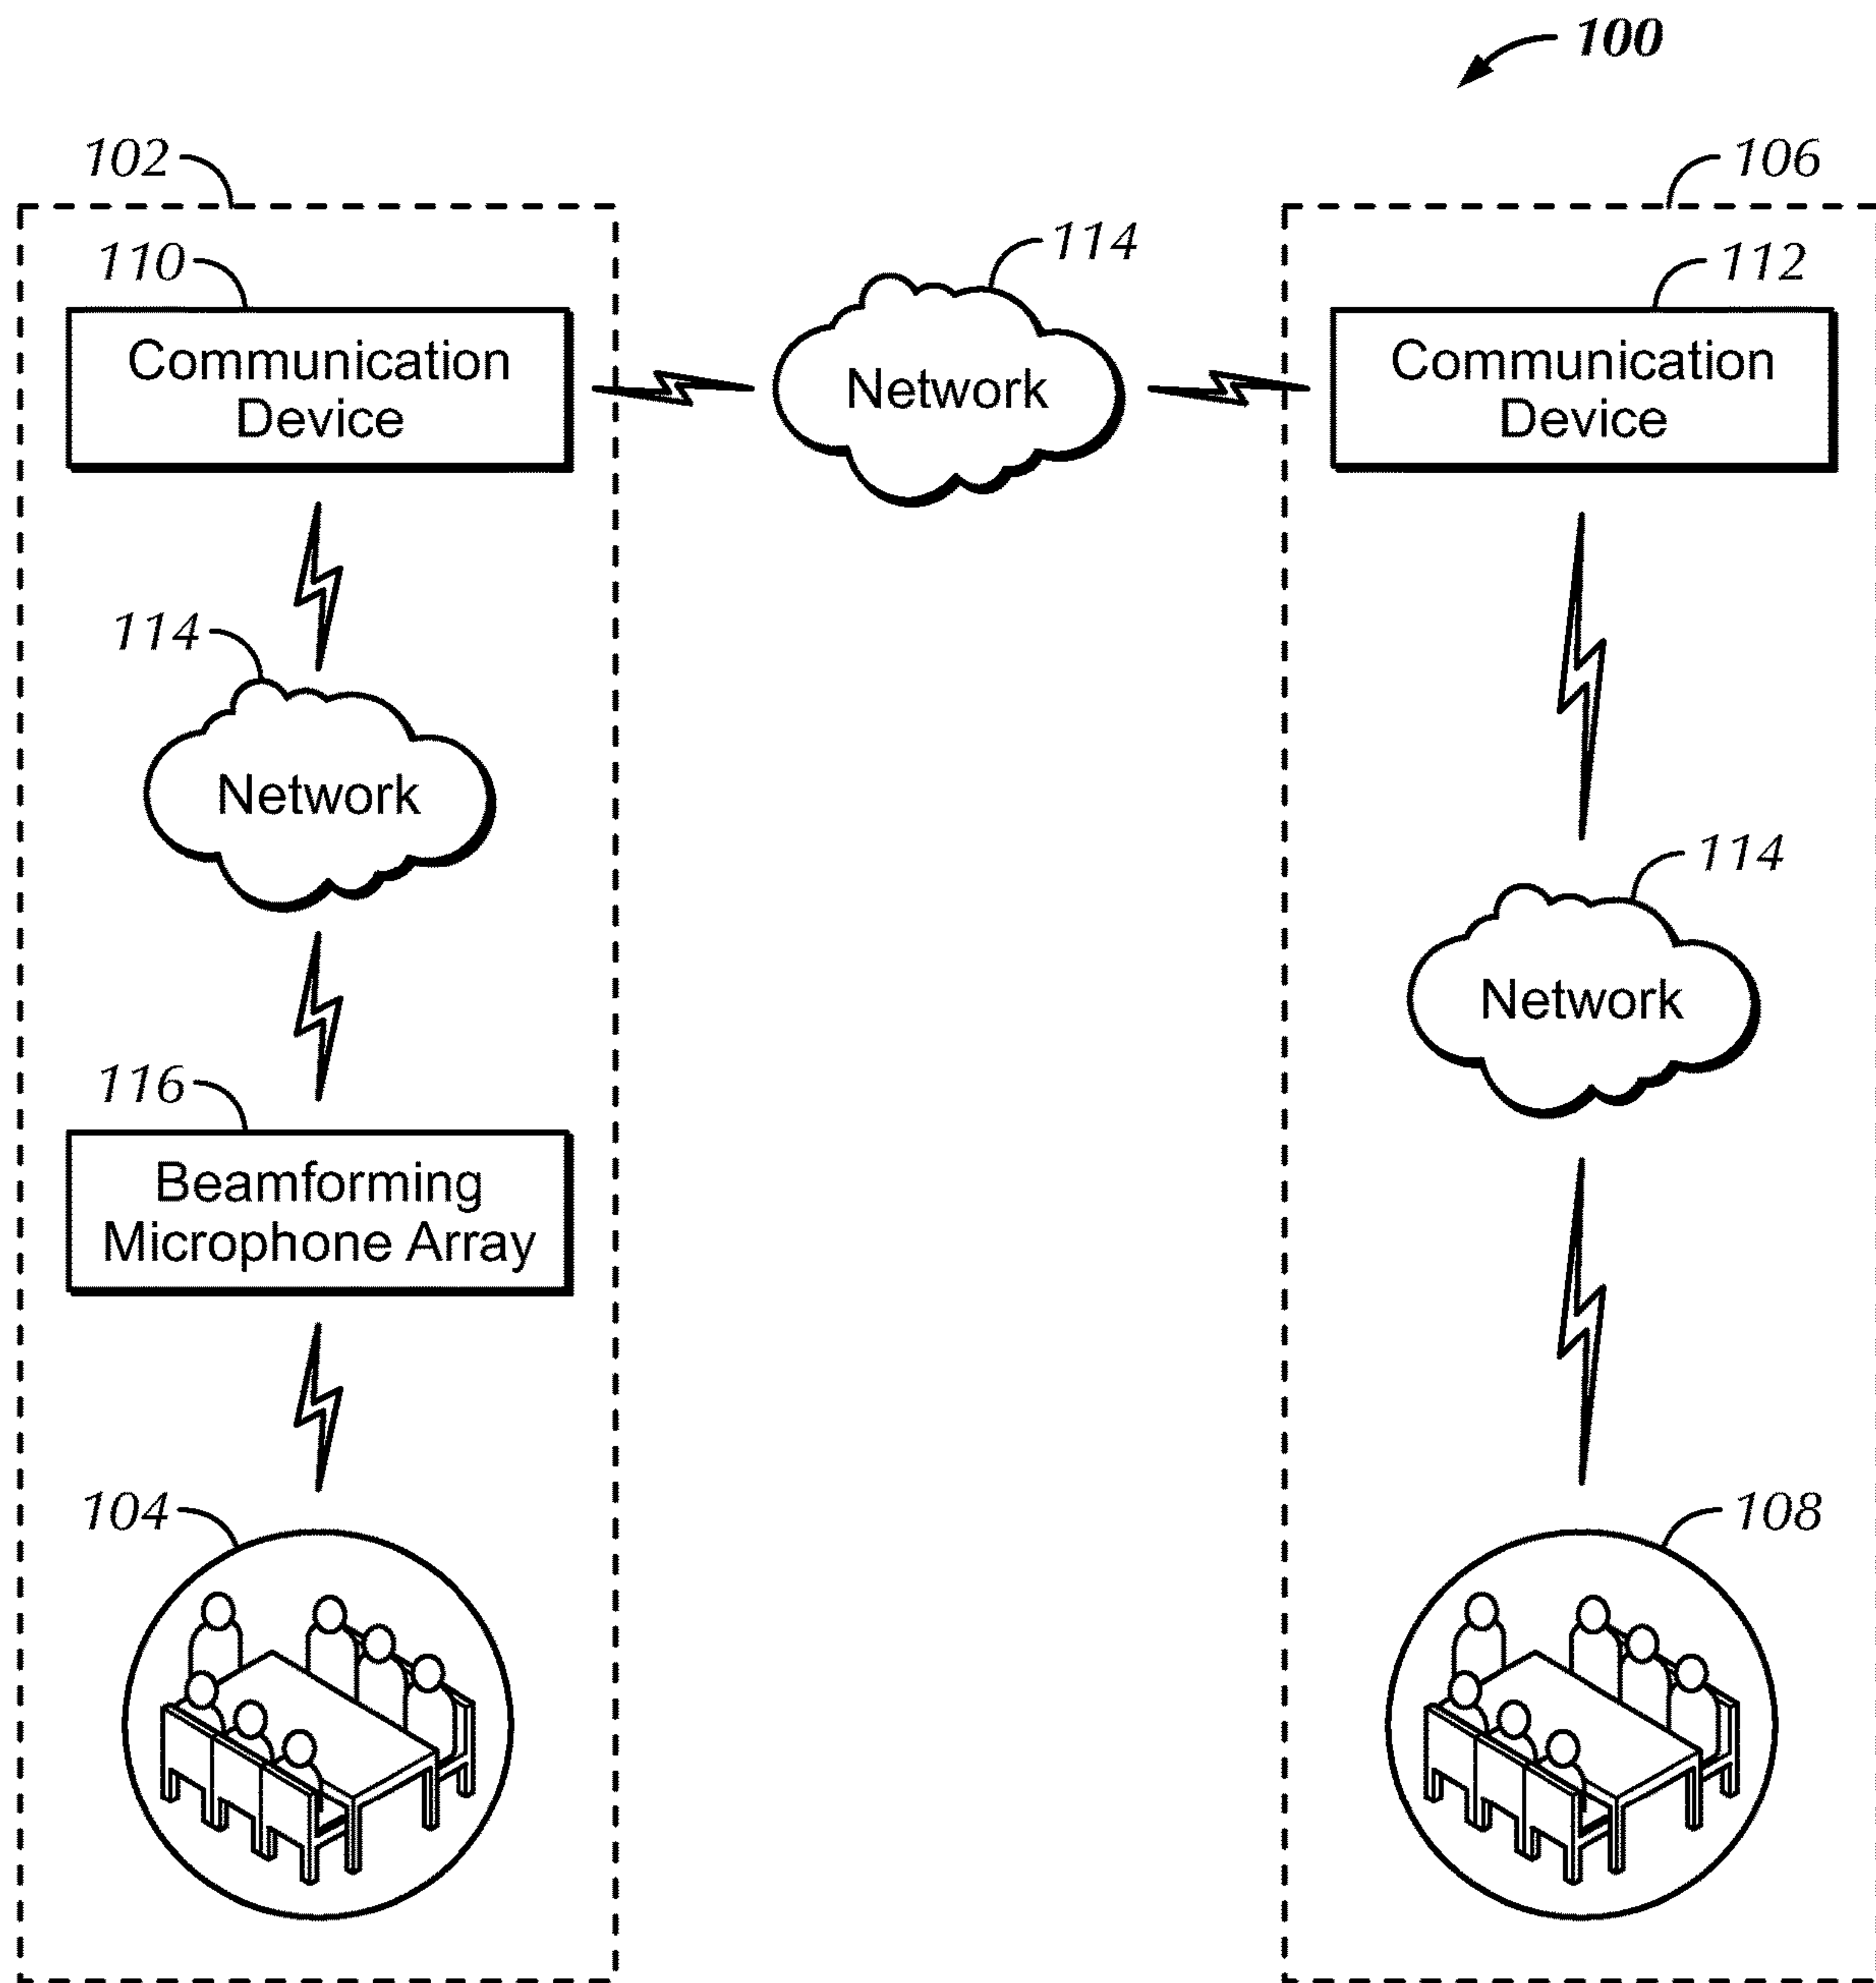 100
102
106
110
114
112
Communication
Device
Network
Communication
Device
114
Network
114
Network
116
Beamforming
Microphone Array
104
108